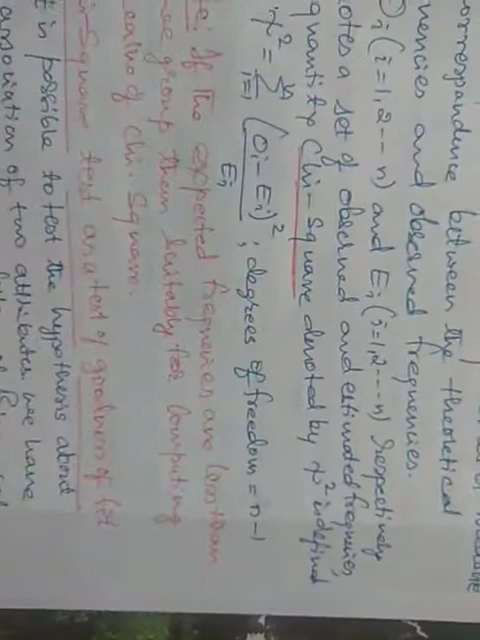 correspondence between the theoretical
uencies and observed frequencies.
Oi (i=1,2---n) and Ei (i=1,2---n) respectively
notes a set of observed and estimated frequencies,
quantity Chi-Square denoted by χ² is defined
χ² = Σ i=1 n (Oi - Ei)² / Ei ; degrees of freedom = n-1
te: If the expected frequencies are less than
we group them suitably for computing
value of Chi-Square.
i-Square test as a test of goodness of fit
it is possible to test the hypothesis about
association of two attributes. we have